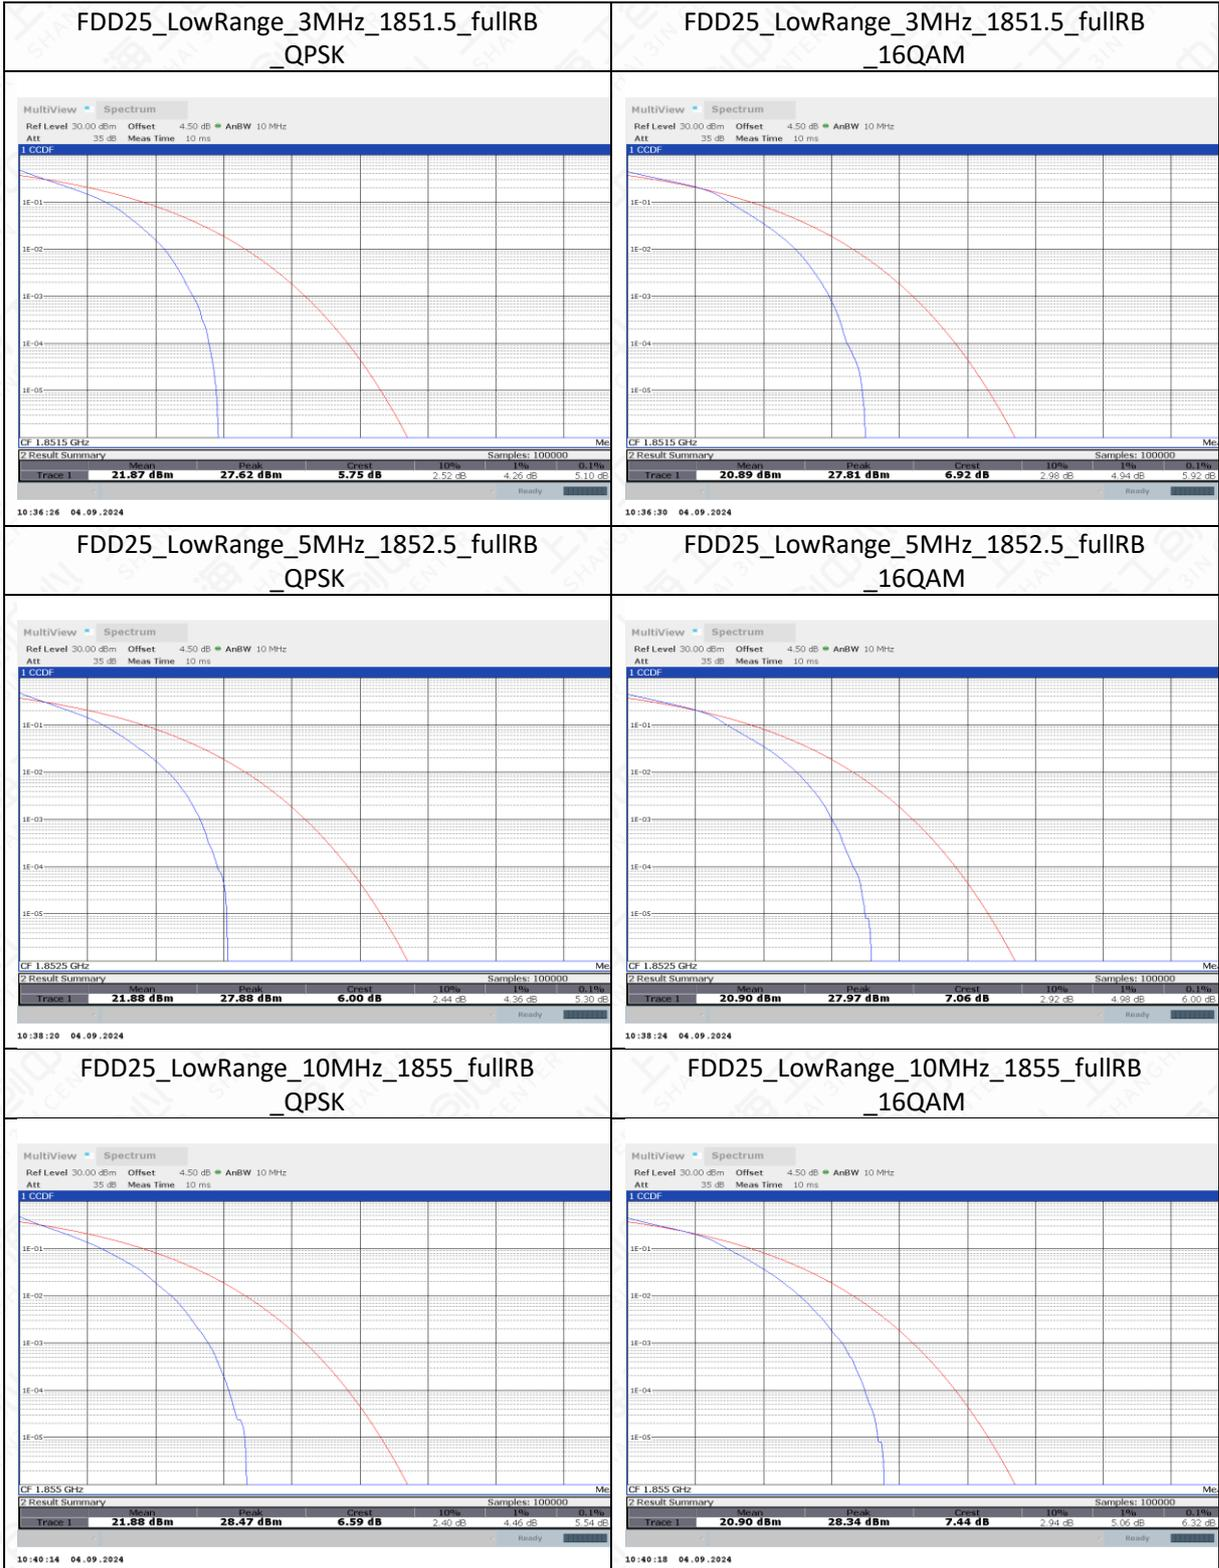 FDD25_LowRange_3MHz_1851.5_fullRB
_QPSK
FDD25_LowRange_3MHz_1851.5_fullRB
_16QAM
MultiView Spectrum
Ref Level 30.00 dBm Offset 4.50 dB AnBW 10 MHz
Att 35 dB Meas Time 10 ms
1 CCDF
1E-01
1E-02
1E-03
1E-04
1E-05
CF 1.8515 GHz Me
2 Result Summary Samples: 100000
Mean Peak Crest 10% 1% 0.1%
Trace 1 21.87 dBm 27.62 dBm 5.75 dB 2.52 dB 4.26 dB 5.10 dB
Ready
10:36:26 04.09.2024
MultiView Spectrum
Ref Level 30.00 dBm Offset 4.50 dB AnBW 10 MHz
Att 35 dB Meas Time 10 ms
1 CCDF
1E-01
1E-02
1E-03
1E-04
1E-05
CF 1.8515 GHz Me
2 Result Summary Samples: 100000
Mean Peak Crest 10% 1% 0.1%
Trace 1 20.89 dBm 27.81 dBm 6.92 dB 2.98 dB 4.94 dB 5.92 dB
Ready
10:36:30 04.09.2024
FDD25_LowRange_5MHz_1852.5_fullRB
_QPSK
FDD25_LowRange_5MHz_1852.5_fullRB
_16QAM
MultiView Spectrum
Ref Level 30.00 dBm Offset 4.50 dB AnBW 10 MHz
Att 35 dB Meas Time 10 ms
1 CCDF
1E-01
1E-02
1E-03
1E-04
1E-05
CF 1.8525 GHz Me
2 Result Summary Samples: 100000
Mean Peak Crest 10% 1% 0.1%
Trace 1 21.88 dBm 27.88 dBm 6.00 dB 2.44 dB 4.36 dB 5.30 dB
Ready
10:38:20 04.09.2024
MultiView Spectrum
Ref Level 30.00 dBm Offset 4.50 dB AnBW 10 MHz
Att 35 dB Meas Time 10 ms
1 CCDF
1E-01
1E-02
1E-03
1E-04
1E-05
CF 1.8525 GHz Me
2 Result Summary Samples: 100000
Mean Peak Crest 10% 1% 0.1%
Trace 1 20.90 dBm 27.97 dBm 7.06 dB 2.92 dB 4.98 dB 6.00 dB
Ready
10:38:24 04.09.2024
FDD25_LowRange_10MHz_1855_fullRB
_QPSK
FDD25_LowRange_10MHz_1855_fullRB
_16QAM
MultiView Spectrum
Ref Level 30.00 dBm Offset 4.50 dB AnBW 10 MHz
Att 35 dB Meas Time 10 ms
1 CCDF
1E-01
1E-02
1E-03
1E-04
1E-05
CF 1.855 GHz Me
2 Result Summary Samples: 100000
Mean Peak Crest 10% 1% 0.1%
Trace 1 21.88 dBm 28.47 dBm 6.59 dB 2.40 dB 4.46 dB 5.54 dB
Ready
10:40:14 04.09.2024
MultiView Spectrum
Ref Level 30.00 dBm Offset 4.50 dB AnBW 10 MHz
Att 35 dB Meas Time 10 ms
1 CCDF
1E-01
1E-02
1E-03
1E-04
1E-05
CF 1.855 GHz Me
2 Result Summary Samples: 100000
Mean Peak Crest 10% 1% 0.1%
Trace 1 20.90 dBm 28.34 dBm 7.44 dB 2.94 dB 5.06 dB 6.32 dB
Ready
10:40:18 04.09.2024